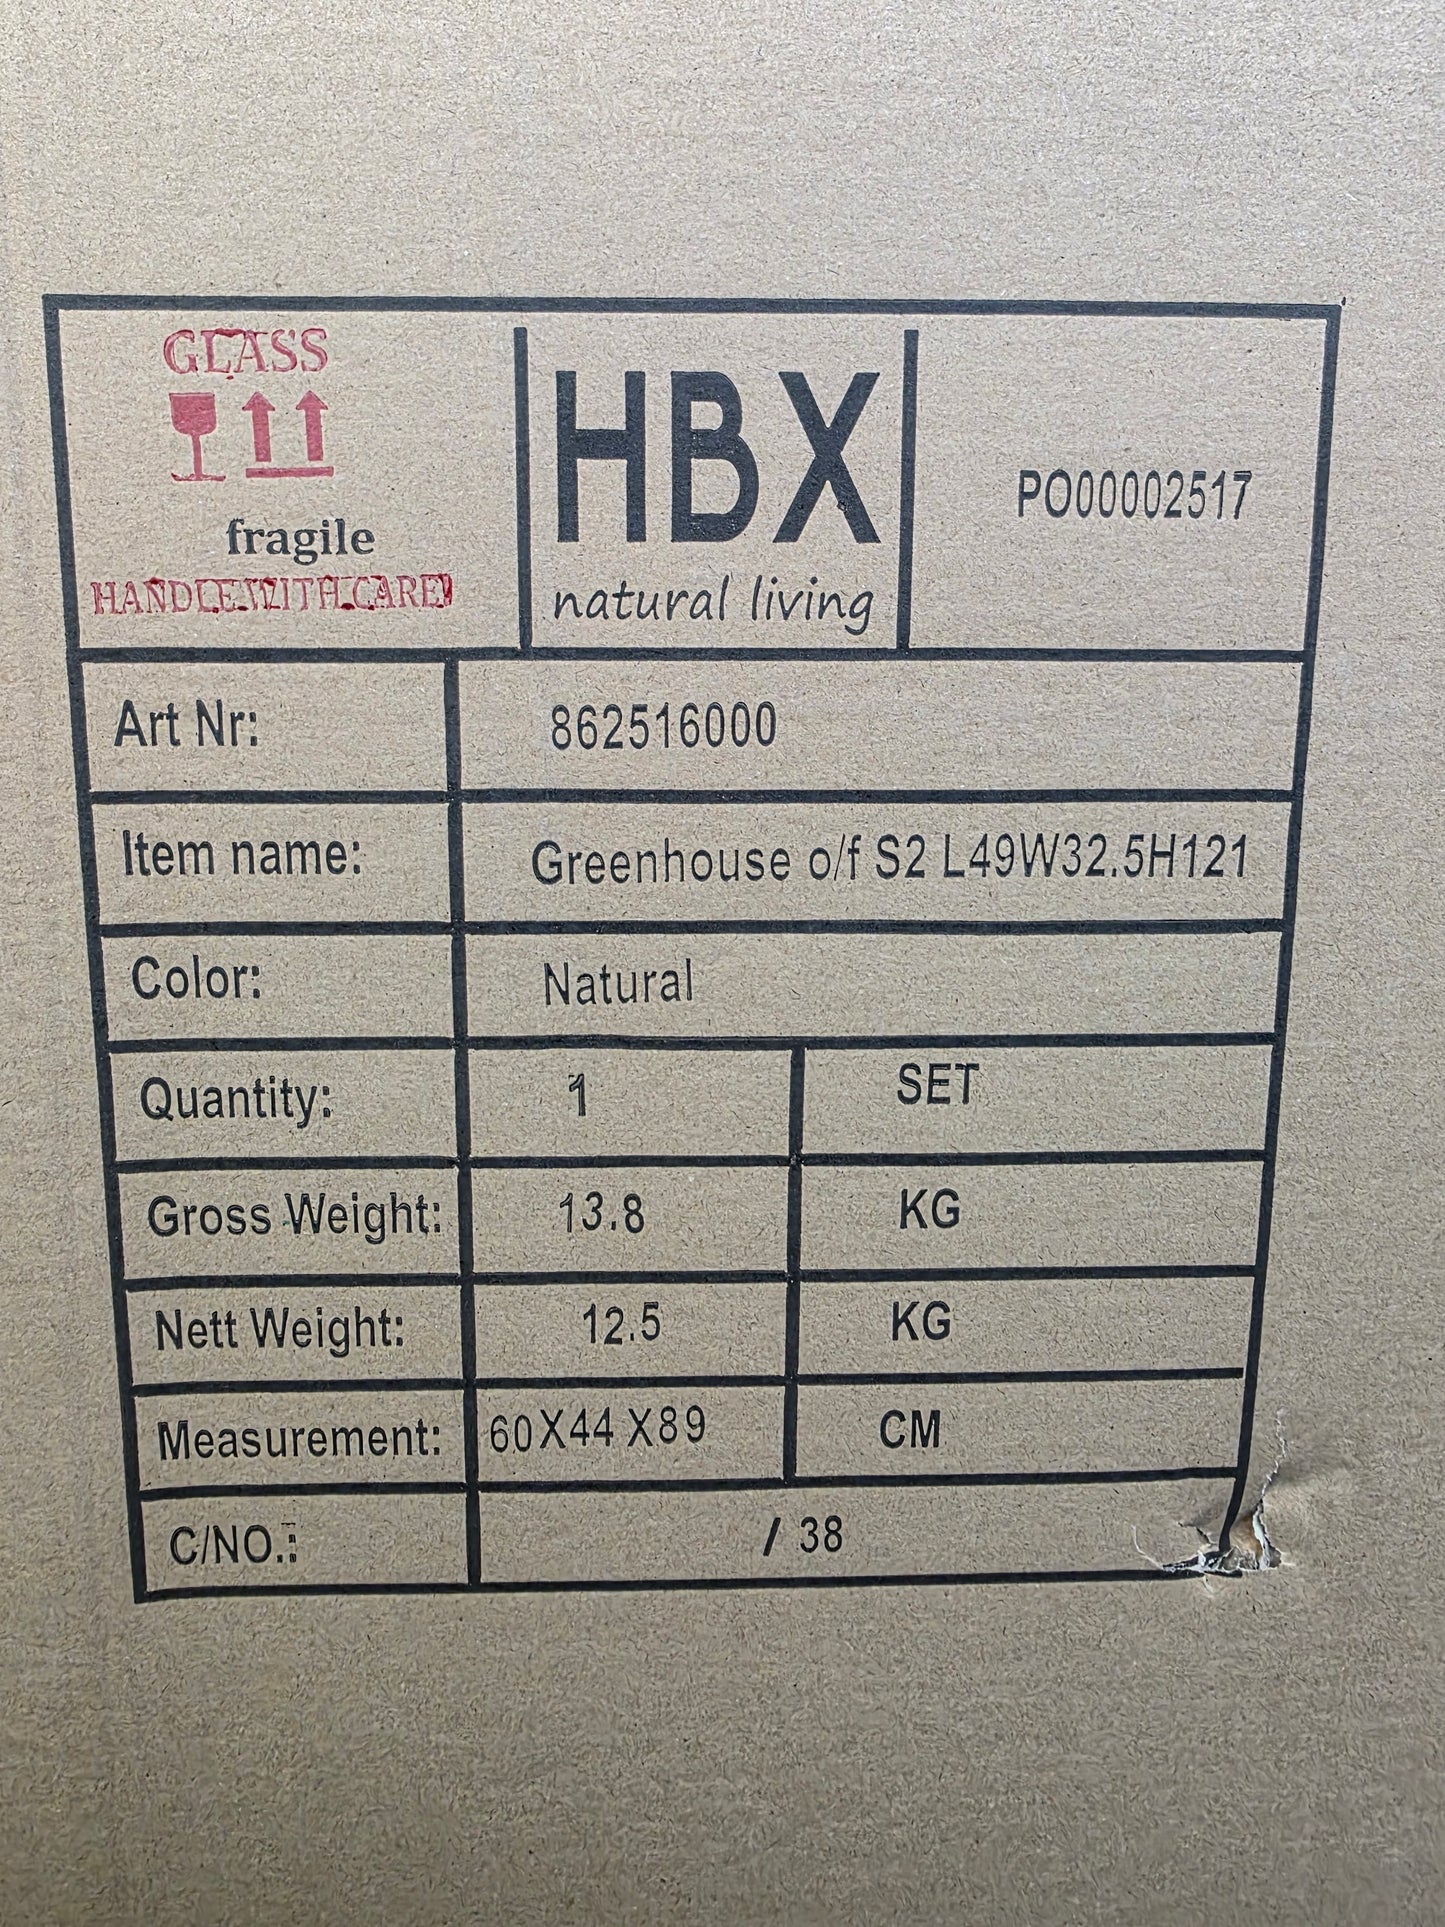 GLASS
fragile
HANDLE WITH CARE!
HBX
natural living
PO00002517
Art Nr: 862516000
Item name: Greenhouse o/f S2 L49W32.5H121
Color: Natural
Quantity: 1 SET
Gross Weight: 13.8 KG
Nett Weight: 12.5 KG
Measurement: 60X44X89 CM
C/NO.: / 38